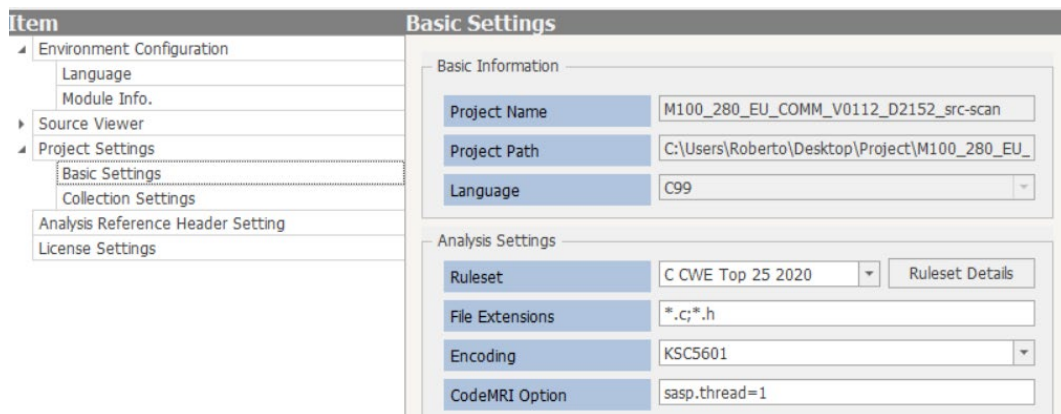 Item
Environment Configuration
Language
Module Info.
Source Viewer
Project Settings
Basic Settings
Collection Settings
Analysis Reference Header Setting
License Settings
Basic Settings
Basic Information
Project Name M100_280_EU_COMM_V0112_D2152_src-scan
Project Path C:\Users\Roberto\Desktop\Project\M100_280_EU_
Language C99
Analysis Settings
Ruleset C CWE Top 25 2020 Ruleset Details
File Extensions *.c;*.h
Encoding KSC5601
CodeMRI Option sasp.thread=1